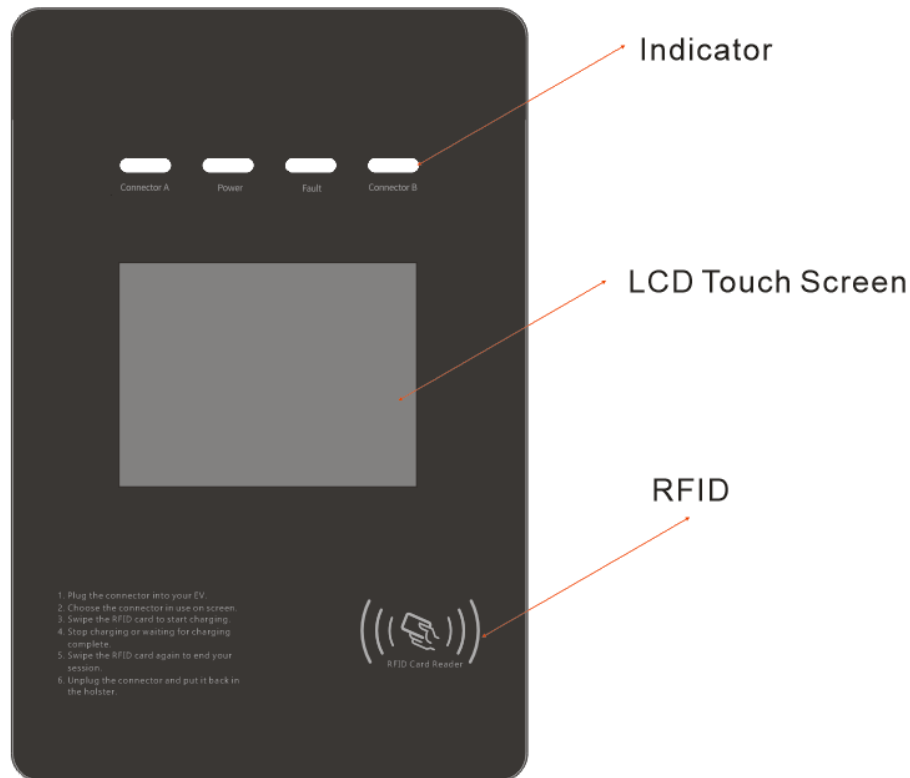 Indicator
Connector A
Power
Fault
Connector B
LCD Touch Screen
RFID
1. Plug the connector into your EV.
2. Choose the connector in use on screen.
3. Swipe the RFID card to start charging.
4. Stop charging or waiting for charging
complete.
5. Swipe the RFID card again to end your
session.
6. Unplug the connector and put it back in
the holster.
RFID Card Reader